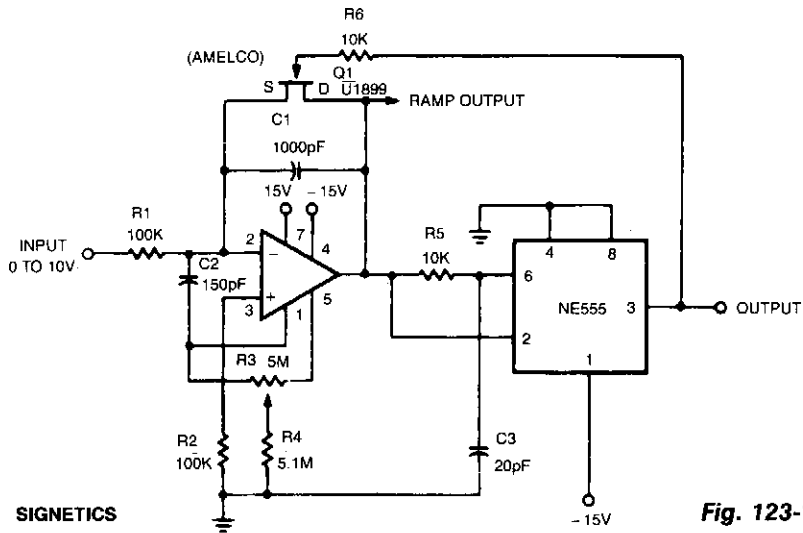 R6
10K
(AMELCO)
Q1
S D U1899
RAMP OUTPUT
C1
1000pF
15V -15V
R1
100K
INPUT
0 TO 10V
C2
150pF
2 - 7 4
3 + 1 5
R3 5M
R2
100K
R4
5.1M
R5
10K
C3
20pF
4 8
6
NE555 3
2
1
OUTPUT
-15V
SIGNETICS
Fig. 123-